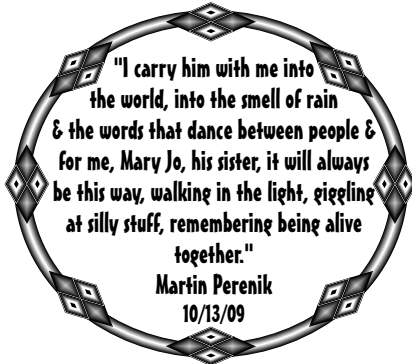 "I carry him with me into
the world, into the smell of rain
& the words that dance between people &
for me, Mary Jo, his sister, it will always
be this way, walking in the light, giggling
at silly stuff, remembering being alive
together."
Martin Perenik
10/13/09